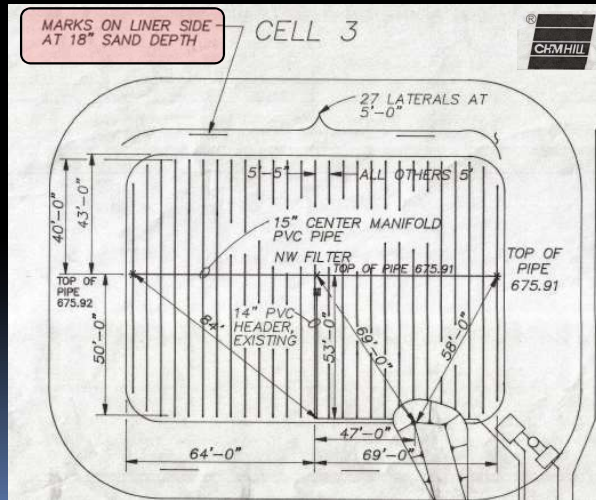 MARKS ON LINER SIDE
AT 18" SAND DEPTH
CELL 3
®
CH2M HILL
27 LATERALS AT
5'-0"
5'-5"
ALL OTHERS 5'
40'-0"
43'-0"
15" CENTER MANIFOLD
PVC PIPE
NW FILTER
TOP OF PIPE 675.91
TOP OF
PIPE
675.91
TOP OF
PIPE
675.92
14" PVC
HEADER,
EXISTING
84'
50'-0"
53'-0"
69'-0"
58'-0"
47'-0"
64'-0"
69'-0"